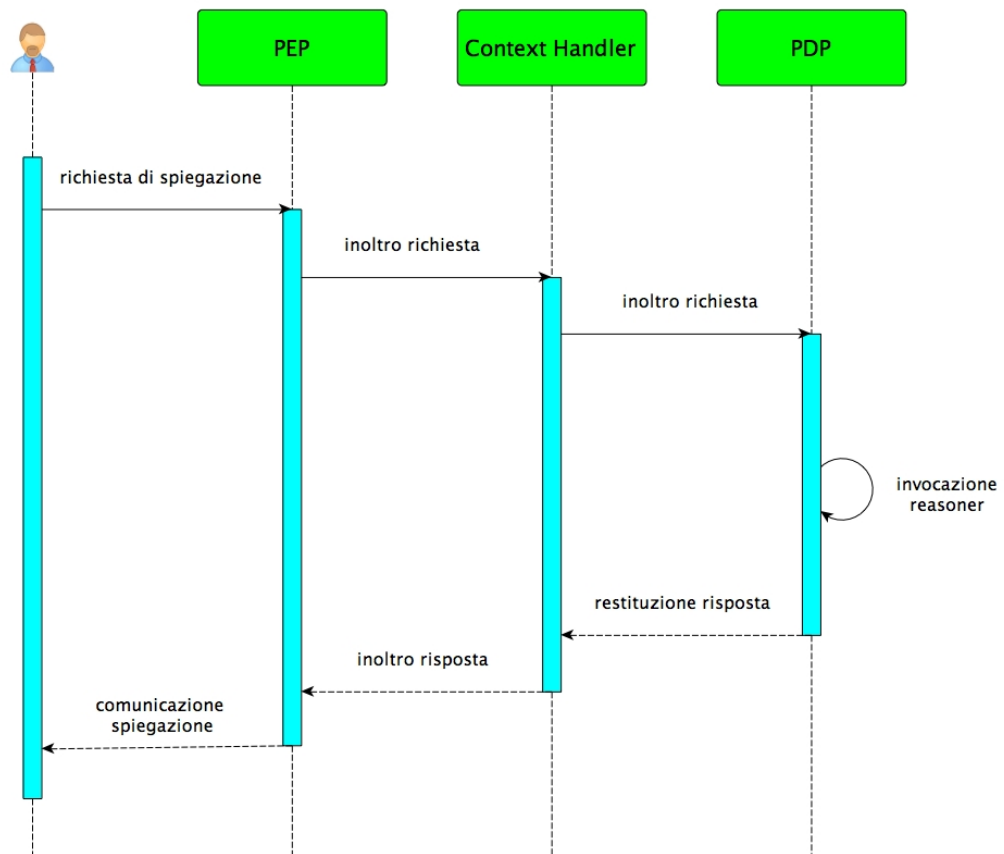 PEP
Context Handler
PDP
richiesta di spiegazione
inoltro richiesta
inoltro richiesta
invocazione
reasoner
restituzione risposta
inoltro risposta
comunicazione
spiegazione